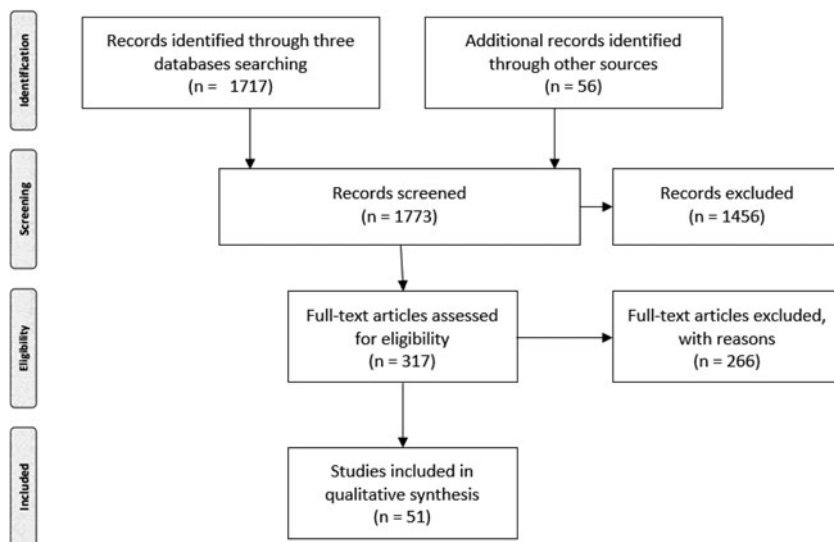 Identification
Records identified through three
databases searching
(n =   1717)
Additional records identified
through other sources
(n = 56)
Screening
Records screened
(n = 1773)
Records excluded
(n = 1456)
Eligibility
Full-text articles assessed
for eligibility
(n = 317)
Full-text articles excluded,
with reasons
(n = 266)
Included
Studies included in
qualitative synthesis
(n = 51)